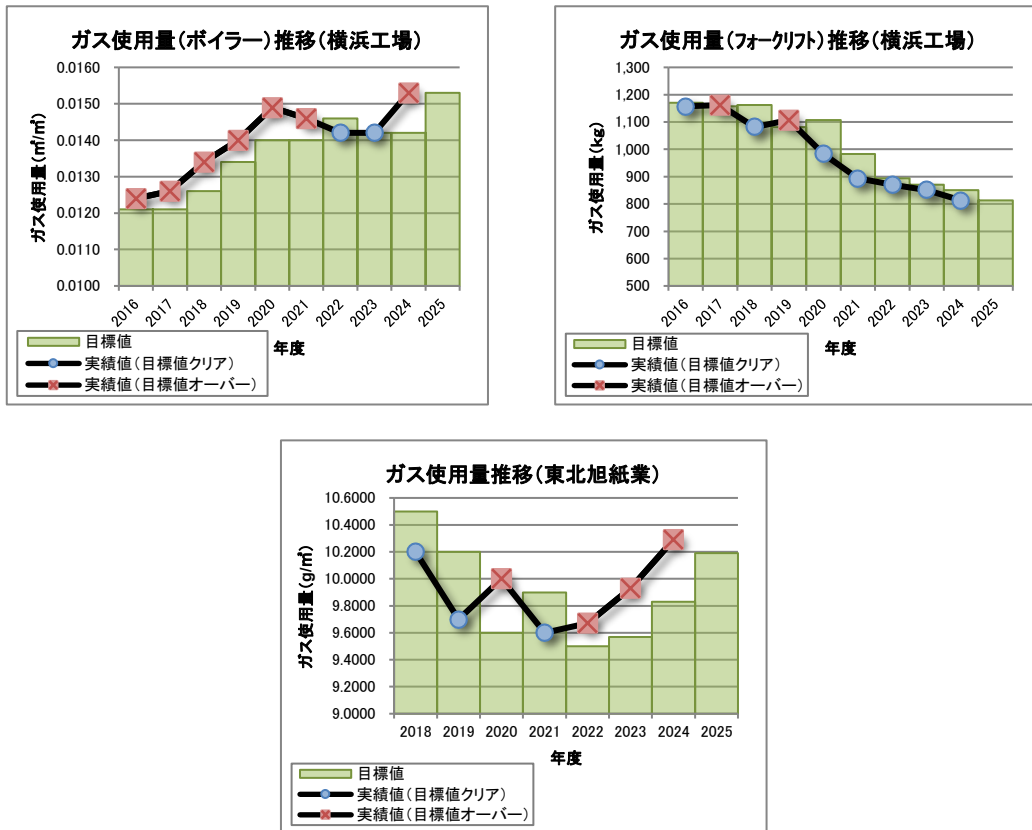 ガス使用量(ボイラー)推移(横浜工場)
0.0160
0.0150
0.0140
0.0130
0.0120
0.0110
0.0100
ガス使用量(㎥/㎡)
2016 2017 2018 2019 2020 2021 2022 2023 2024 2025
年度
目標値
実績値(目標値クリア)
実績値(目標値オーバー)
ガス使用量(フォークリフト)推移(横浜工場)
1,300
1,200
1,100
1,000
900
800
700
600
500
ガス使用量(kg)
2016 2017 2018 2019 2020 2021 2022 2023 2024 2025
年度
目標値
実績値(目標値クリア)
実績値(目標値オーバー)
ガス使用量推移(東北旭紙業)
10.6000
10.4000
10.2000
10.0000
9.8000
9.6000
9.4000
9.2000
9.0000
ガス使用量(g/㎡)
2018 2019 2020 2021 2022 2023 2024 2025
年度
目標値
実績値(目標値クリア)
実績値(目標値オーバー)